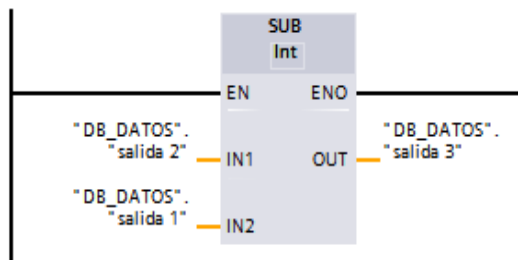 SUB
Int
EN ENO
"DB_DATOS".
"salida 2"
IN1
OUT
"DB_DATOS".
"salida 3"
"DB_DATOS".
"salida 1"
IN2